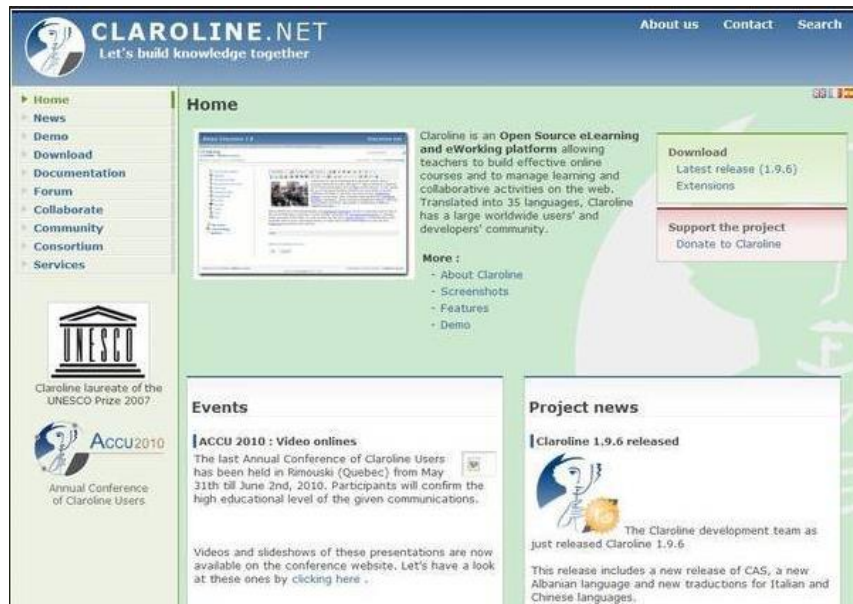 CLAROLINE.NET
Let's build knowledge together
About us Contact Search
Home
News
Demo
Download
Documentation
Forum
Collaborate
Community
Consortium
Services
UNESCO
Claroline laureate of the
UNESCO Prize 2007
ACCU2010
Annual Conference
of Claroline Users
Home
Claroline is an Open Source eLearning
and eWorking platform allowing
teachers to build effective online
courses and to manage learning and
collaborative activities on the web.
Translated into 35 languages, Claroline
has a large worldwide users' and
developers' community.
More :
- About Claroline
- Screenshots
- Features
- Demo
Download
Latest release (1.9.6)
Extensions
Support the project
Donate to Claroline
Events
ACCU 2010 : Video onlines
The last Annual Conference of Claroline Users
has been held in Rimouski (Quebec) from May
31th till June 2nd, 2010. Participants will confirm the
high educational level of the given communications.
Videos and slideshows of these presentations are now
available on the conference website. Let's have a look
at these ones by clicking here .
Project news
Claroline 1.9.6 released
The Claroline development team as
just released Claroline 1.9.6
This release includes a new release of CAS, a new
Albanian language and new traductions for Italian and
Chinese languages.